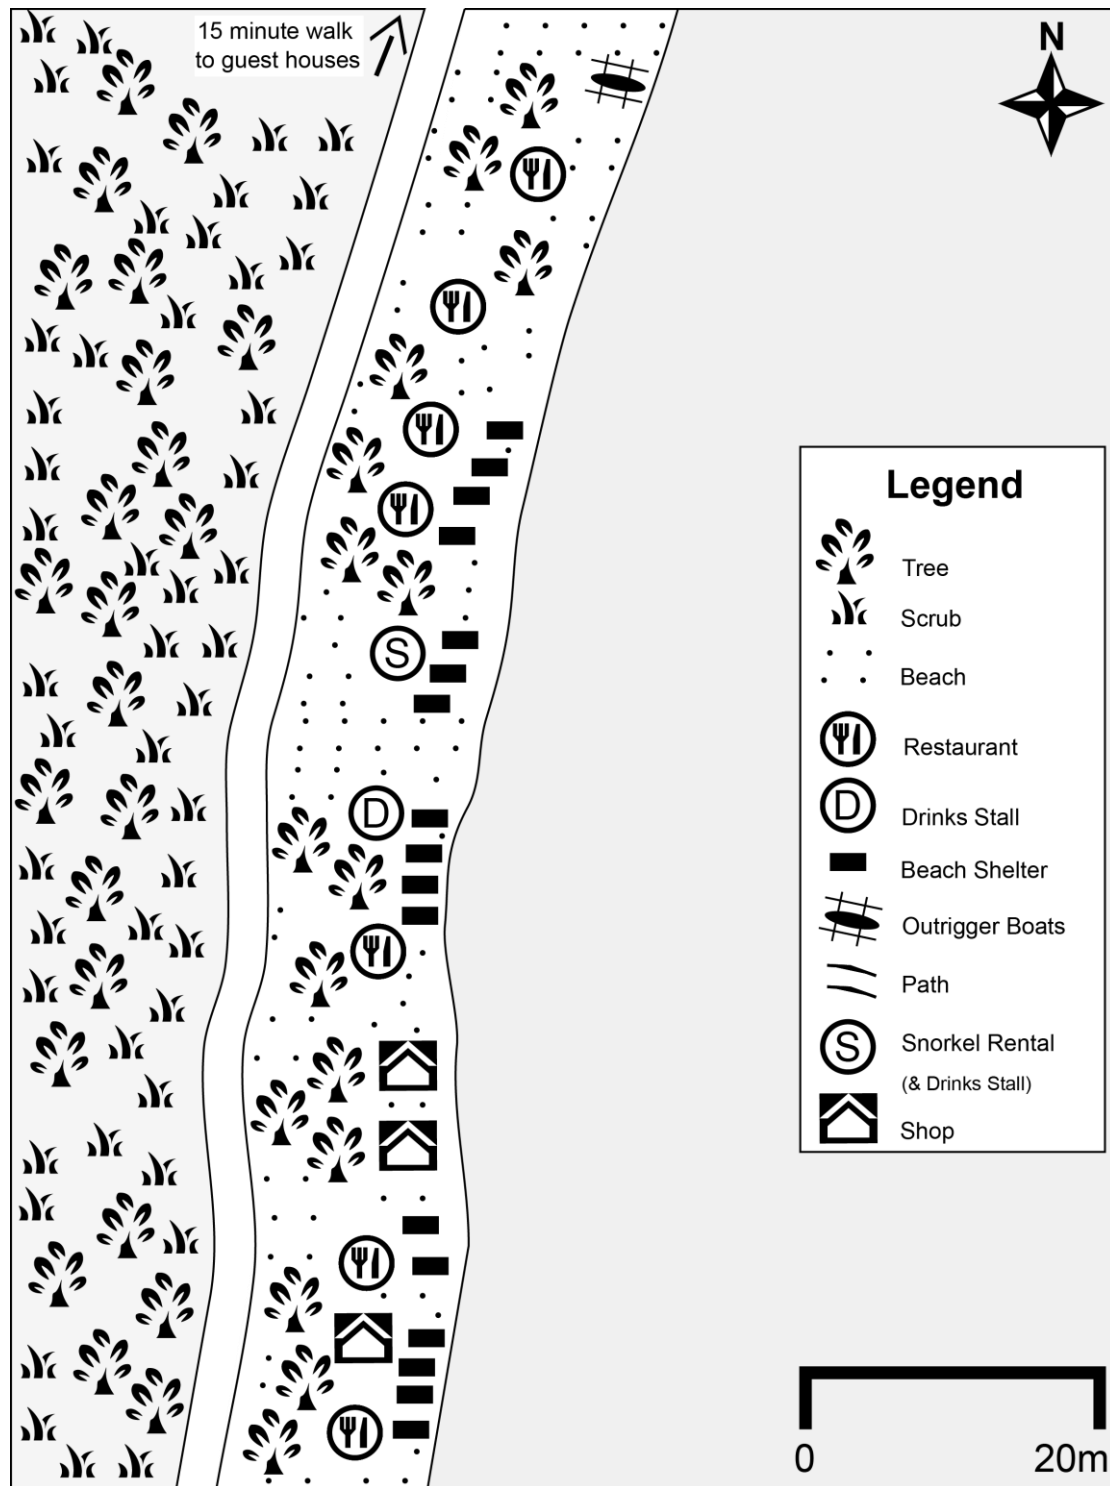 15 minute walk
to guest houses
N
S
D
Legend
Tree
Scrub
Beach
Restaurant
D
Drinks Stall
Beach Shelter
Outrigger Boats
Path
S
Snorkel Rental
(& Drinks Stall)
Shop
0
20m